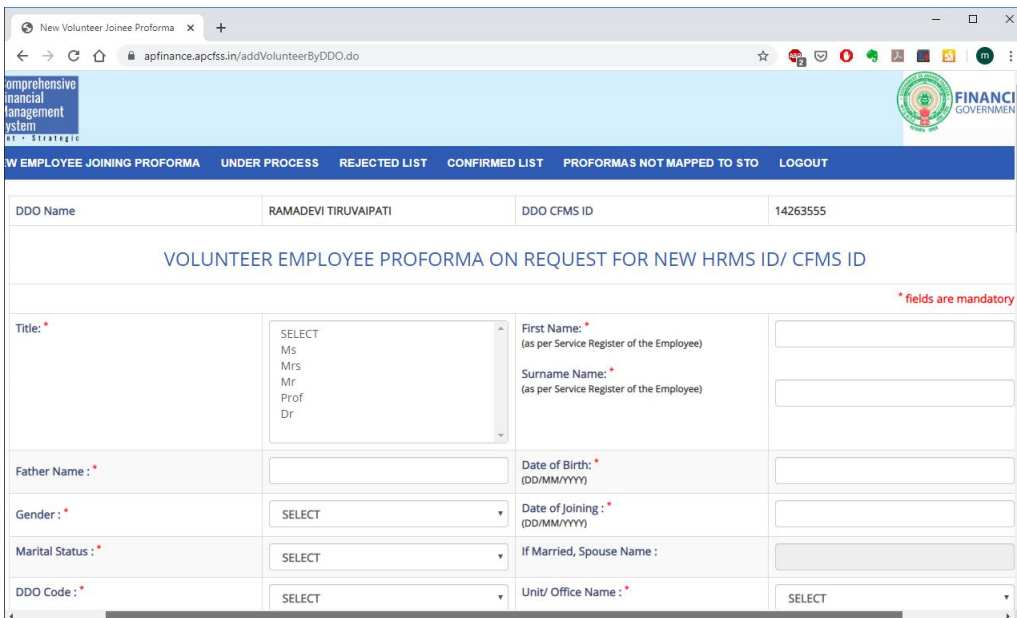 New Volunteer Joinee Proforma
apfinance.apcfss.in/addVolunteerByDDO.do
omprehensive
inancial
anagement
ystem
nt • Strategic
FINANCI
GOVERNMEN
EW EMPLOYEE JOINING PROFORMA UNDER PROCESS REJECTED LIST CONFIRMED LIST PROFORMAS NOT MAPPED TO STO LOGOUT
DDO Name RAMADEVI TIRUVAIPATI DDO CFMS ID 14263555
VOLUNTEER EMPLOYEE PROFORMA ON REQUEST FOR NEW HRMS ID/ CFMS ID
* fields are mandatory
Title: *
SELECT
Ms
Mrs
Mr
Prof
Dr
First Name: *
(as per Service Register of the Employee)
Surname Name: *
(as per Service Register of the Employee)
Father Name : *
Date of Birth: *
(DD/MM/YYYY)
Gender : * SELECT
Date of Joining : *
(DD/MM/YYYY)
Marital Status : * SELECT
If Married, Spouse Name :
DDO Code : * SELECT
Unit/ Office Name : * SELECT